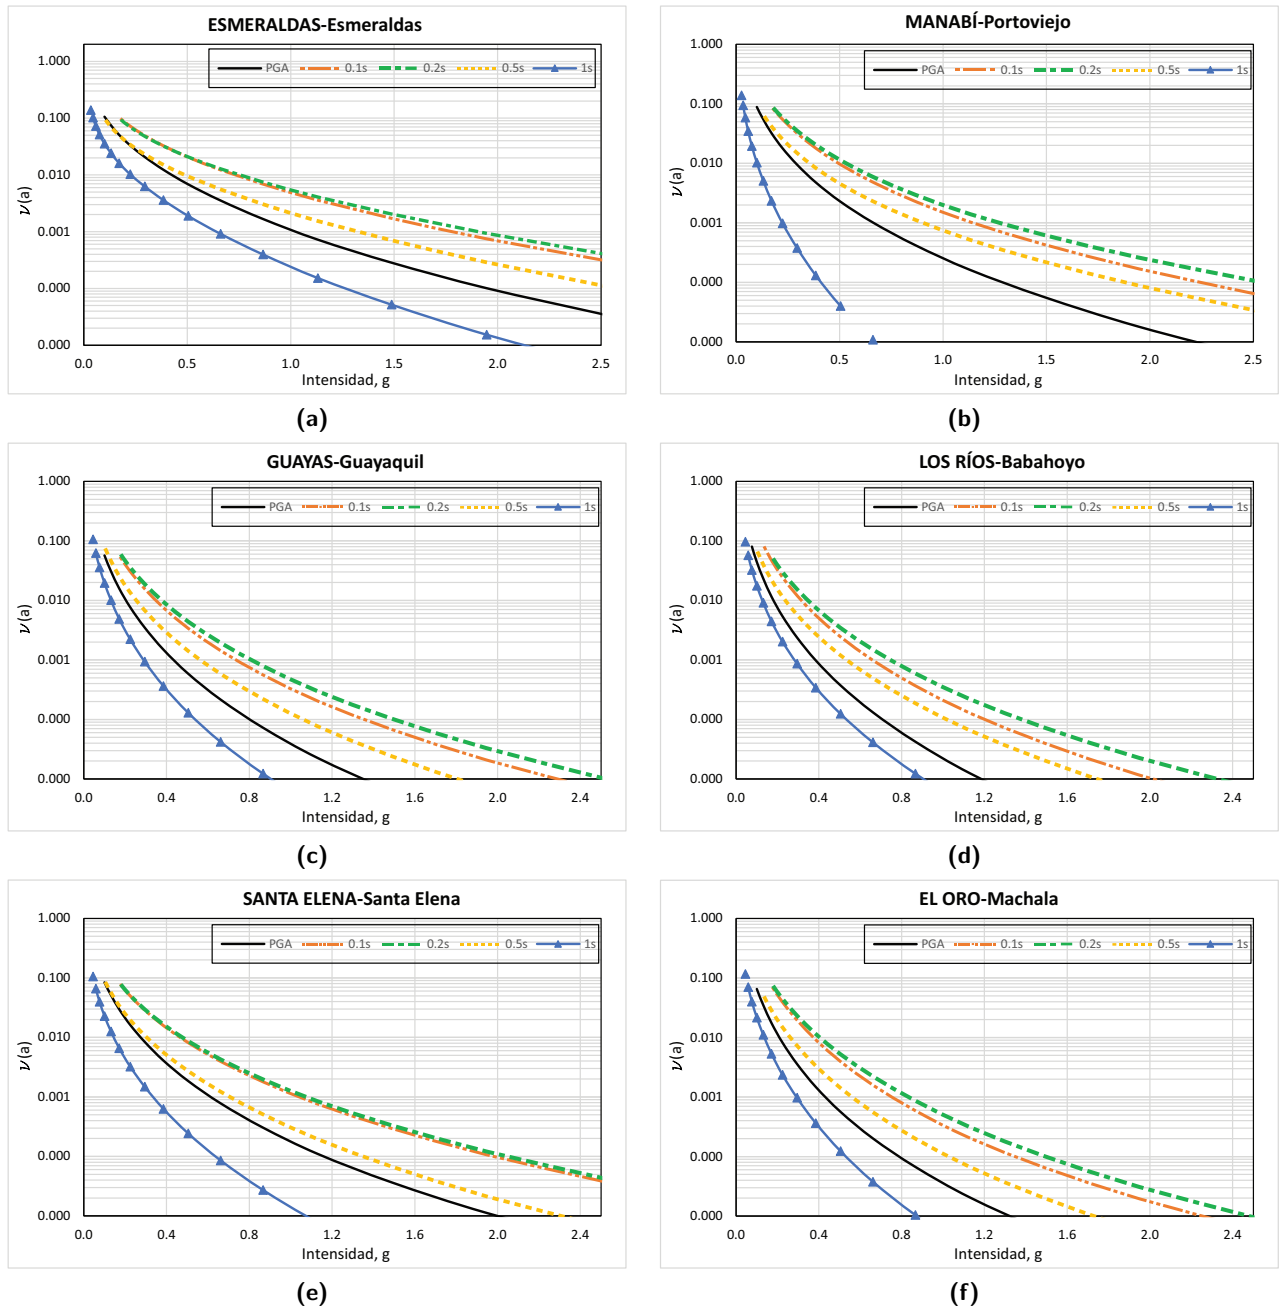 ESMERALDAS-Esmeraldas
PGA 0.1s 0.2s 0.5s 1s
0.100
0.010
0.001
0.000
0.000
ν(a)
0.0 0.5 1.0 1.5 2.0 2.5
Intensidad, g
(a)
MANABÍ-Portoviejo
1.000
PGA 0.1s 0.2s 0.5s 1s
0.100
0.010
0.001
0.000
0.000
ν(a)
0.0 0.5 1.0 1.5 2.0 2.5
Intensidad, g
(b)
GUAYAS-Guayaquil
1.000
PGA 0.1s 0.2s 0.5s 1s
0.100
0.010
0.001
0.000
0.000
ν(a)
0.0 0.4 0.8 1.2 1.6 2.0 2.4
Intensidad, g
(c)
LOS RÍOS-Babahoyo
1.000
PGA 0.1s 0.2s 0.5s 1s
0.100
0.010
0.001
0.000
0.000
ν(a)
0.0 0.4 0.8 1.2 1.6 2.0 2.4
Intensidad, g
(d)
SANTA ELENA-Santa Elena
1.000
PGA 0.1s 0.2s 0.5s 1s
0.100
0.010
0.001
0.000
0.000
ν(a)
0.0 0.4 0.8 1.2 1.6 2.0 2.4
Intensidad, g
(e)
EL ORO-Machala
1.000
PGA 0.1s 0.2s 0.5s 1s
0.100
0.010
0.001
0.000
0.000
ν(a)
0.0 0.4 0.8 1.2 1.6 2.0 2.4
Intensidad, g
(f)